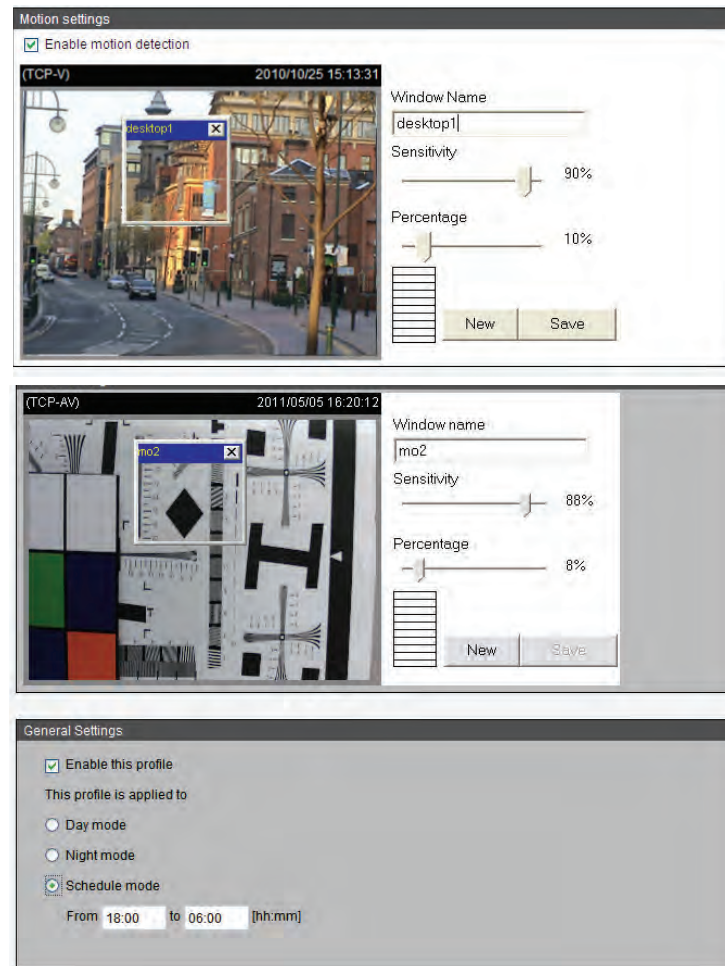 Motion settings
Enable motion detection
(TCP-V) 2010/10/25 15:13:31
desktop1
Window Name
desktop1
Sensitivity
90%
Percentage
10%
New Save
(TCP-AV) 2011/05/05 16:20:12
mo2
Window name
mo2
Sensitivity
88%
Percentage
8%
New Save
General Settings
Enable this profile
This profile is applied to
Day mode
Night mode
Schedule mode
From 18:00 to 06:00 [hh:mm]